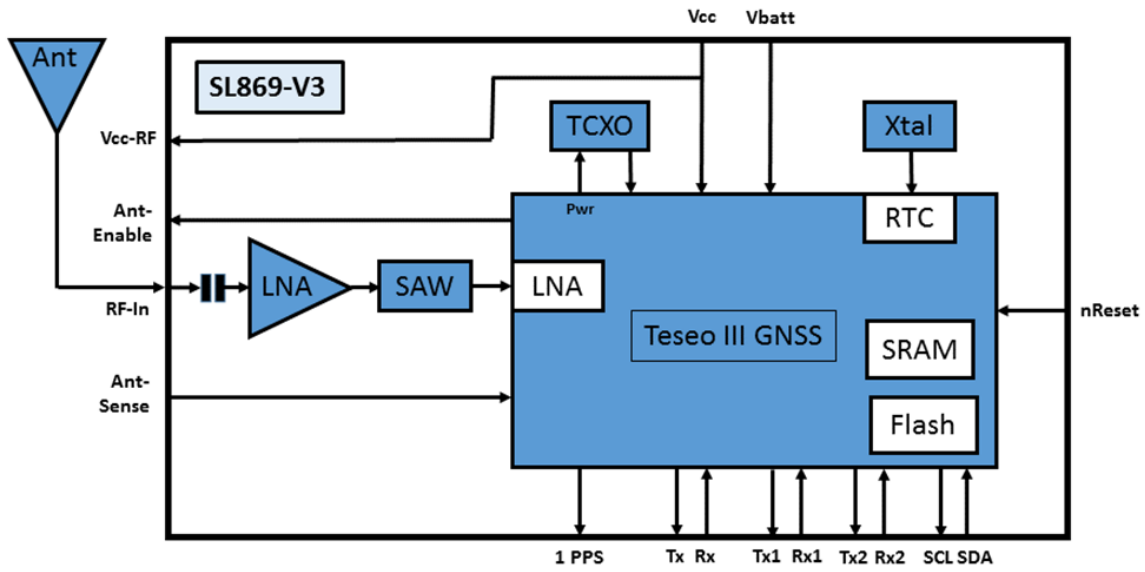 Vcc Vbatt
Ant
SL869-V3
Vcc-RF
TCXO
Xtal
Pwr
RTC
Ant-
Enable
LNA
SAW
LNA
RF-In
nReset
Teseo III GNSS
SRAM
Ant-
Sense
Flash
1 PPS Tx Rx Tx1 Rx1 Tx2 Rx2 SCL SDA